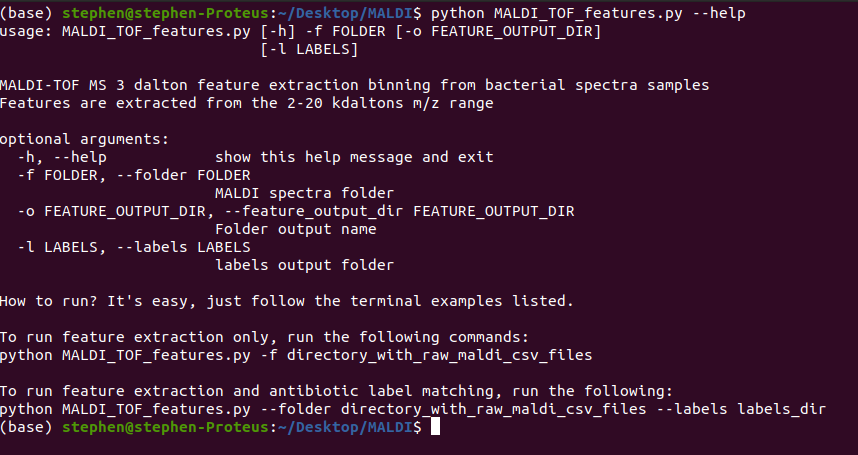 (base) stephen@stephen-Proteus:~/Desktop/MALDI$ python MALDI_TOF_features.py --help
usage: MALDI_TOF_features.py [-h] -f FOLDER [-o FEATURE_OUTPUT_DIR]
                             [-l LABELS]

MALDI-TOF MS 3 dalton feature extraction binning from bacterial spectra samples
Features are extracted from the 2-20 kdaltons m/z range

optional arguments:
  -h, --help            show this help message and exit
  -f FOLDER, --folder FOLDER
                        MALDI spectra folder
  -o FEATURE_OUTPUT_DIR, --feature_output_dir FEATURE_OUTPUT_DIR
                        Folder output name
  -l LABELS, --labels LABELS
                        labels output folder

How to run? It's easy, just follow the terminal examples listed.

To run feature extraction only, run the following commands:
python MALDI_TOF_features.py -f directory_with_raw_maldi_csv_files

To run feature extraction and antibiotic label matching, run the following:
python MALDI_TOF_features.py --folder directory_with_raw_maldi_csv_files --labels labels_dir
(base) stephen@stephen-Proteus:~/Desktop/MALDI$